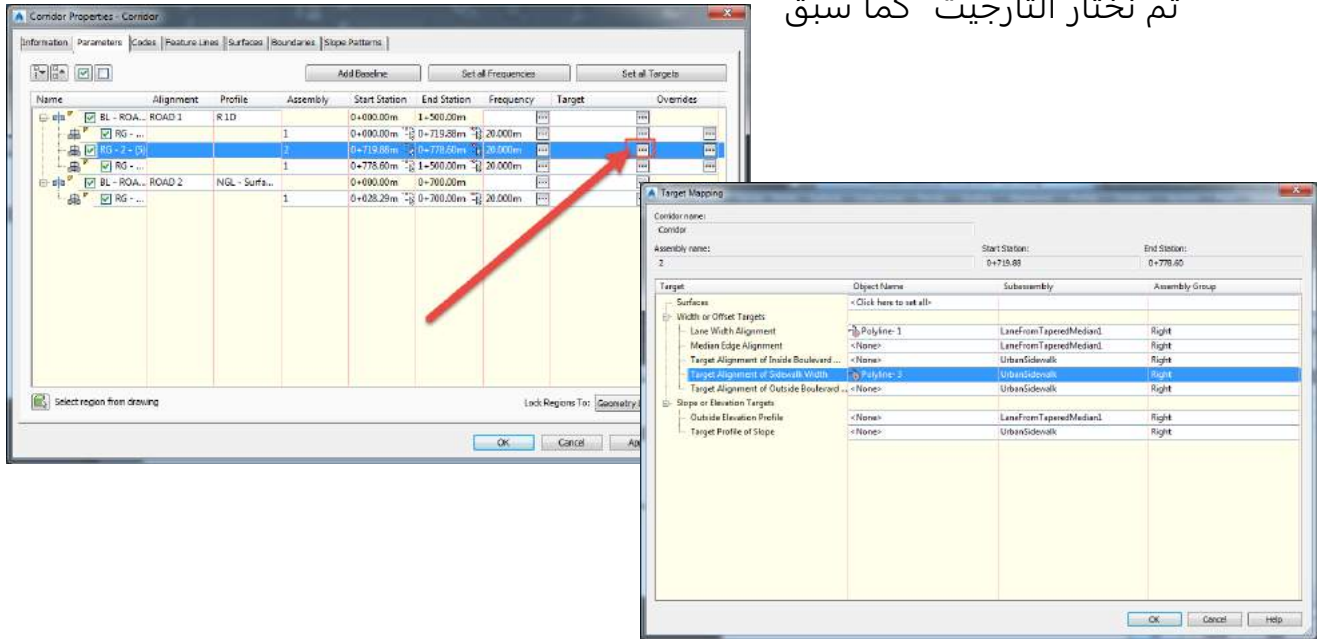 ثم نختار التارجيت كما سبق
Corridor Properties - Corridor
Information Parameters Codes Feature Lines Surfaces Boundaries Slope Patterns
Add Baseline Set all Frequencies Set all Targets
Name Alignment Profile Assembly Start Station End Station Frequency Target Overrides
BL - ROA... ROAD 1 R1D 0+000.00m 1+500.00m
RG - ... 1 0+000.00m 0+719.88m 20.000m
RG - 2 - (5) 2 0+719.88m 0+778.60m 20.000m
RG - ... 1 0+778.60m 1+500.00m 20.000m
BL - ROA... ROAD 2 NGL - Surfa... 0+000.00m 0+700.00m
RG - ... 1 0+028.29m 0+700.00m 20.000m
Select region from drawing Lock Regions To: Geometry
OK Cancel
Target Mapping
Corridor name:
Corridor
Assembly name: Start Station: End Station:
2 0+719.88 0+778.60
Target Object Name Subassembly Assembly Group
Surfaces <Click here to set all>
Width or Offset Targets
Lane Width Alignment Polyline- 1 LaneFromTaperedMedian1 Right
Median Edge Alignment <None> LaneFromTaperedMedian1 Right
Target Alignment of Inside Boulevard ... <None> UrbanSidewalk Right
Target Alignment of Sidewalk Width Polyline- 3 UrbanSidewalk Right
Target Alignment of Outside Boulevard ... <None> UrbanSidewalk Right
Slope or Elevation Targets
Outside Elevation Profile <None> LaneFromTaperedMedian1 Right
Target Profile of Slope <None> UrbanSidewalk Right
OK Cancel Help